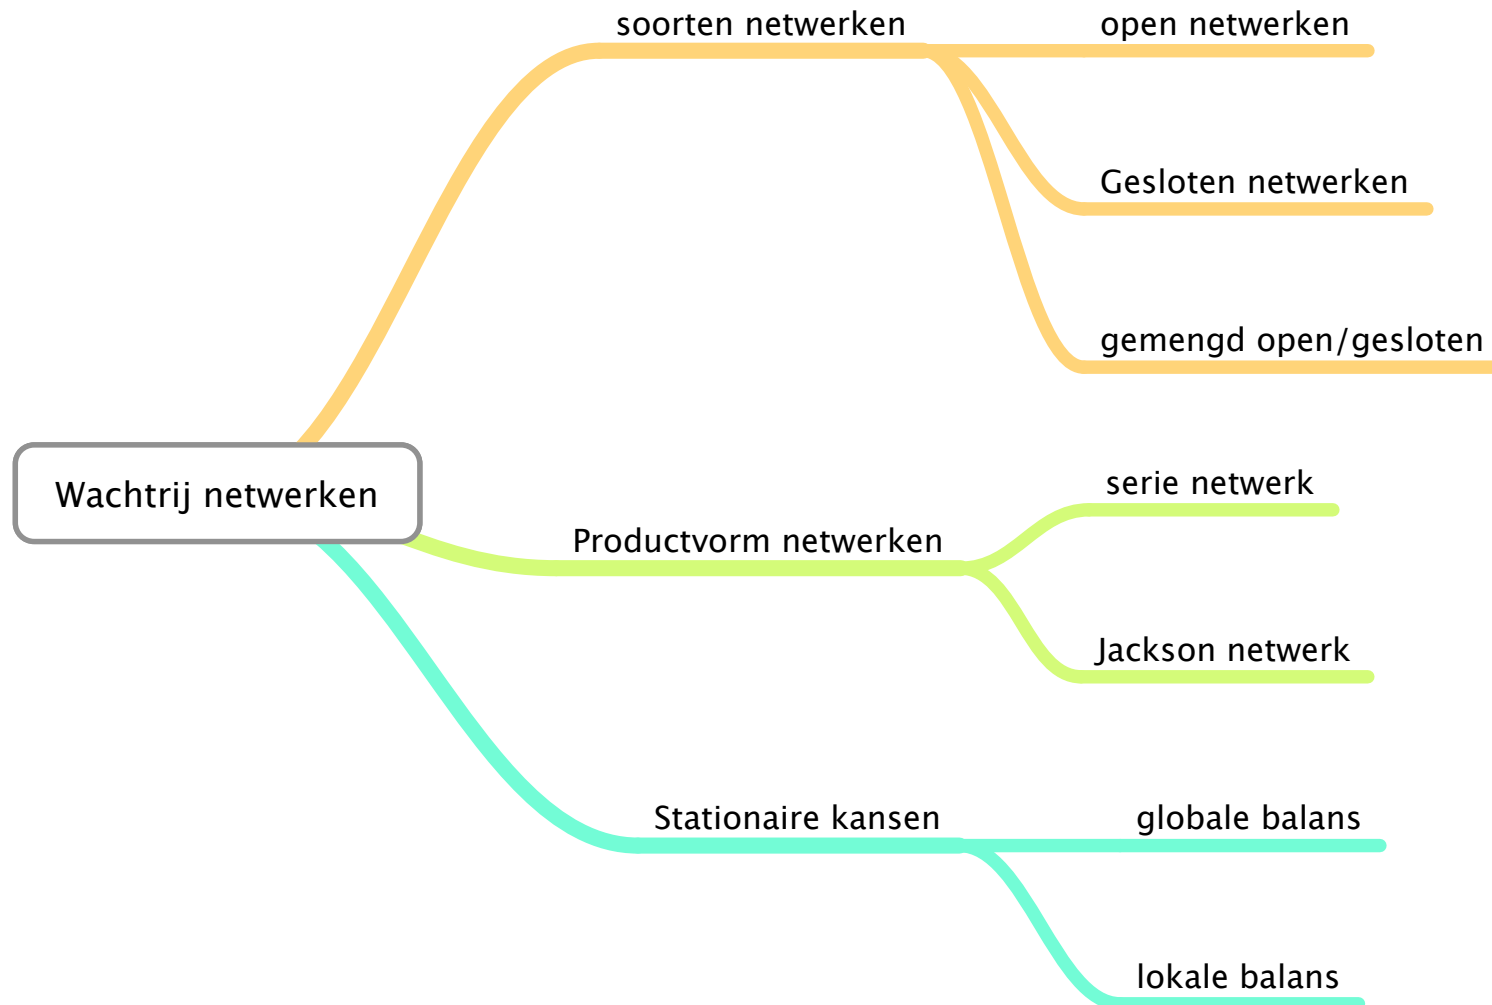 soorten netwerken
open netwerken
Gesloten netwerken
gemengd open/gesloten
Wachtrij netwerken
Productvorm netwerken
serie netwerk
Jackson netwerk
Stationaire kansen
globale balans
lokale balans